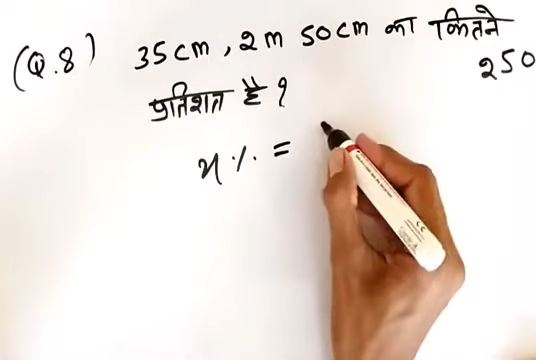 (Q.8) 35cm, 2m 50cm का कितने
प्रतिशत है ?
250
x % =